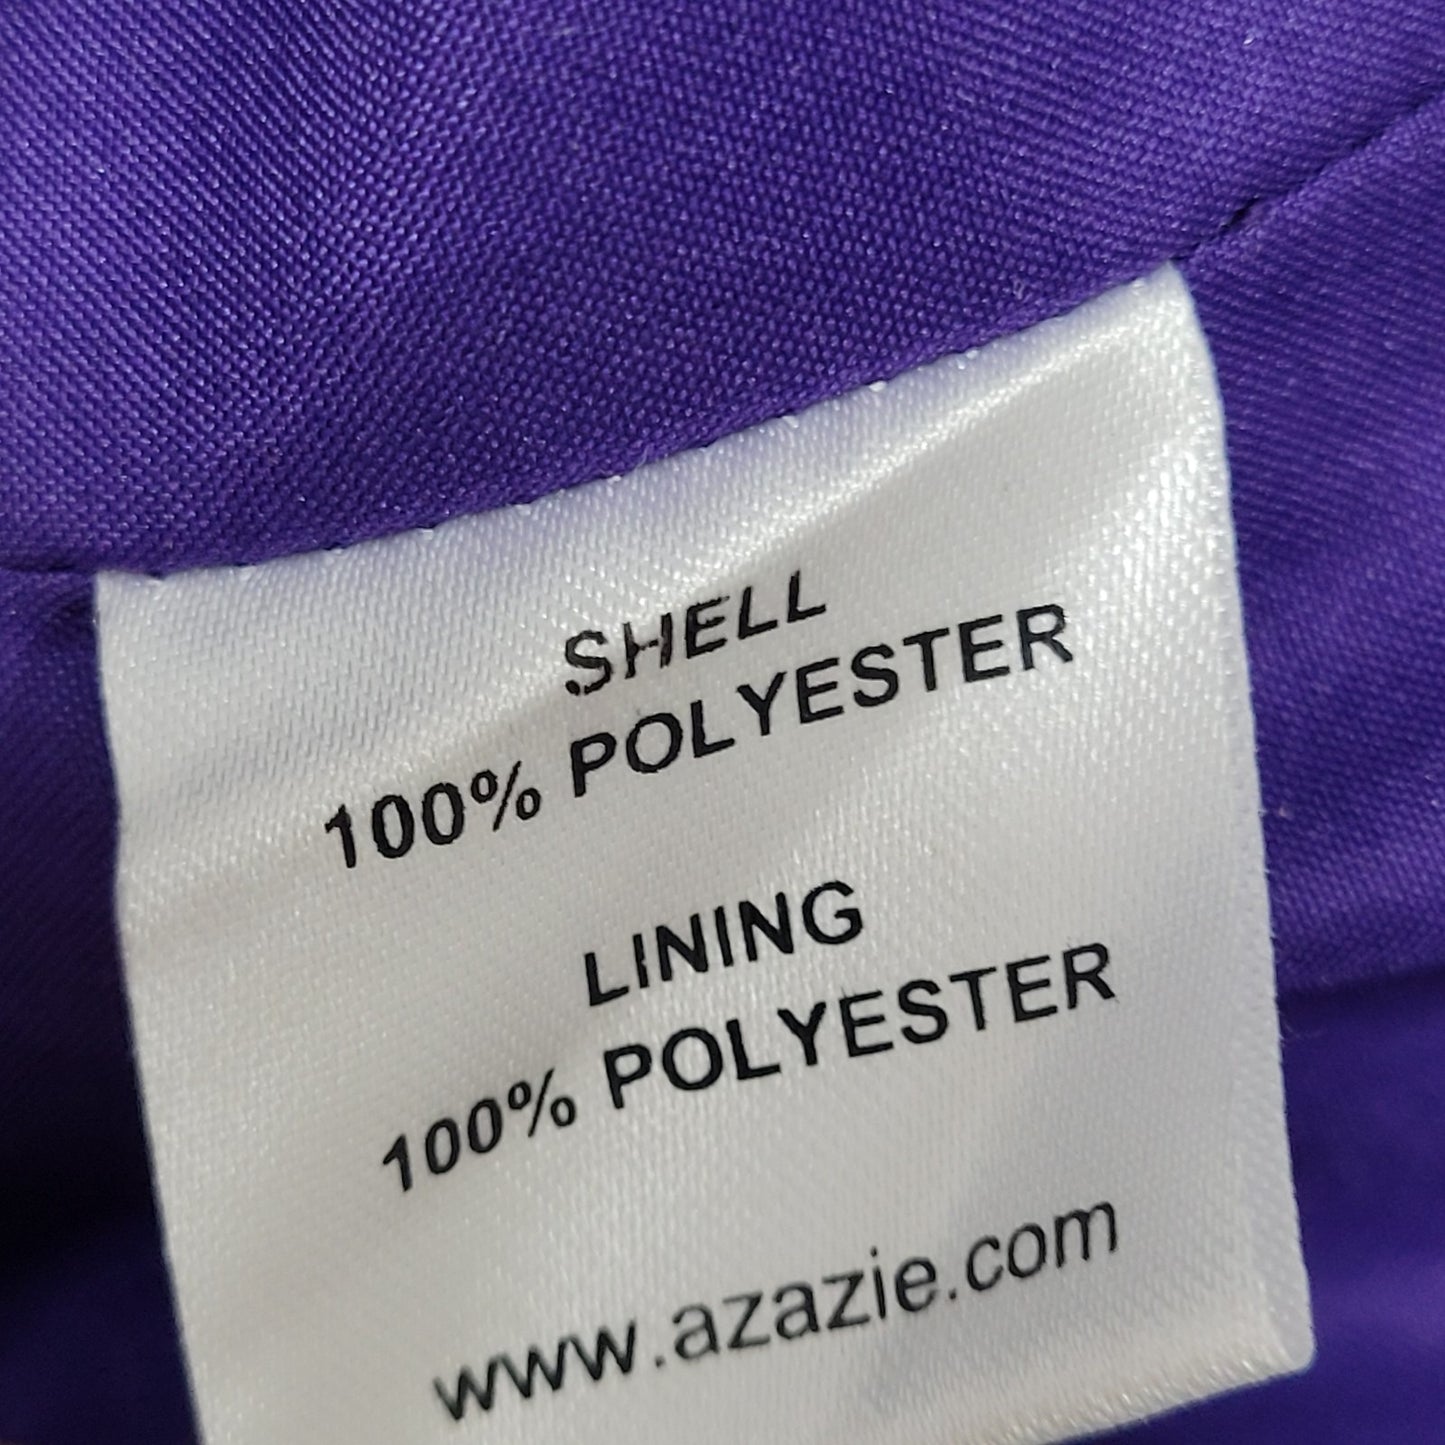 SHELL
100% POLYESTER
LINING
100% POLYESTER
www.azazie.com